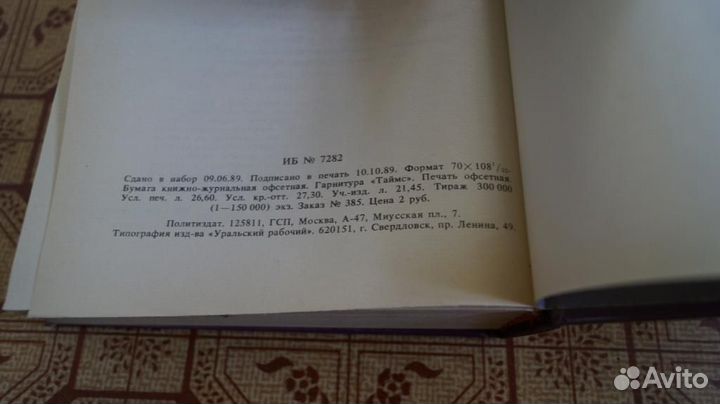 ИБ № 7282
Сдано в набор 09.06.89. Подписано в печать 10.10.89. Формат 70×108¹/₃₂.
Бумага книжно-журнальная офсетная. Гарнитура «Таймс». Печать офсетная.
Усл. печ. л. 26,60. Усл. кр.-отт. 27,30. Уч.-изд. л. 21,45. Тираж 300 000
(1—150 000) экз. Заказ № 385. Цена 2 руб.
Политиздат. 125811, ГСП, Москва, А-47, Миусская пл., 7.
Типография изд-ва «Уральский рабочий». 620151, г. Свердловск, пр. Ленина, 49.
Avito